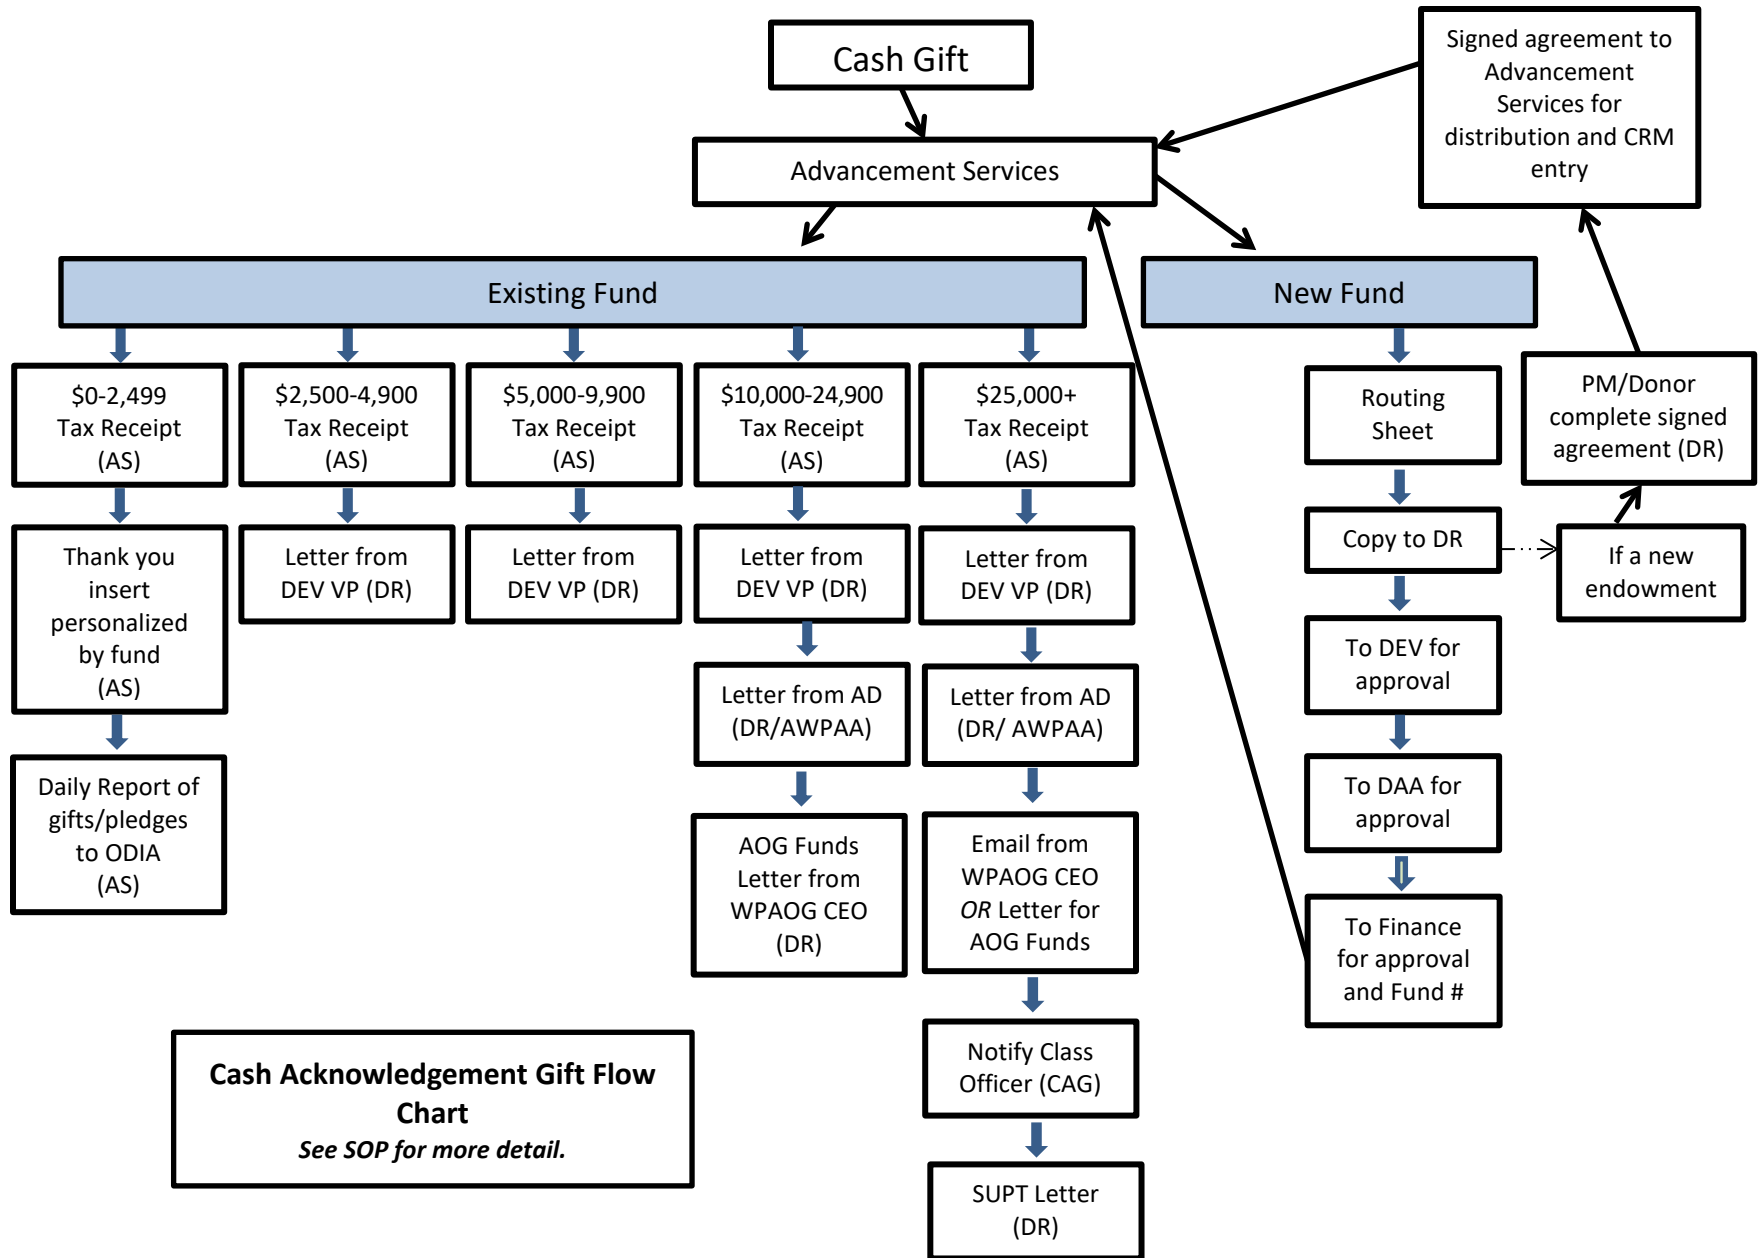 Cash Gift
Signed agreement to
Advancement
Services for
distribution and CRM
entry
Advancement Services
Existing Fund
New Fund
$0-2,499
Tax Receipt
(AS)
$2,500-4,900
Tax Receipt
(AS)
$5,000-9,900
Tax Receipt
(AS)
$10,000-24,900
Tax Receipt
(AS)
$25,000+
Tax Receipt
(AS)
Routing
Sheet
PM/Donor
complete signed
agreement (DR)
Thank you
insert
personalized
by fund
(AS)
Letter from
DEV VP (DR)
Letter from
DEV VP (DR)
Letter from
DEV VP (DR)
Letter from
DEV VP (DR)
Copy to DR
If a new
endowment
To DEV for
approval
Letter from AD
(DR/AWPAA)
Letter from AD
(DR/ AWPAA)
Daily Report of
gifts/pledges
to ODIA
(AS)
To DAA for
approval
AOG Funds
Letter from
WPAOG CEO
(DR)
Email from
WPAOG CEO
OR Letter for
AOG Funds
To Finance
for approval
and Fund #
Notify Class
Officer (CAG)
SUPT Letter
(DR)
Cash Acknowledgement Gift Flow
Chart
See SOP for more detail.